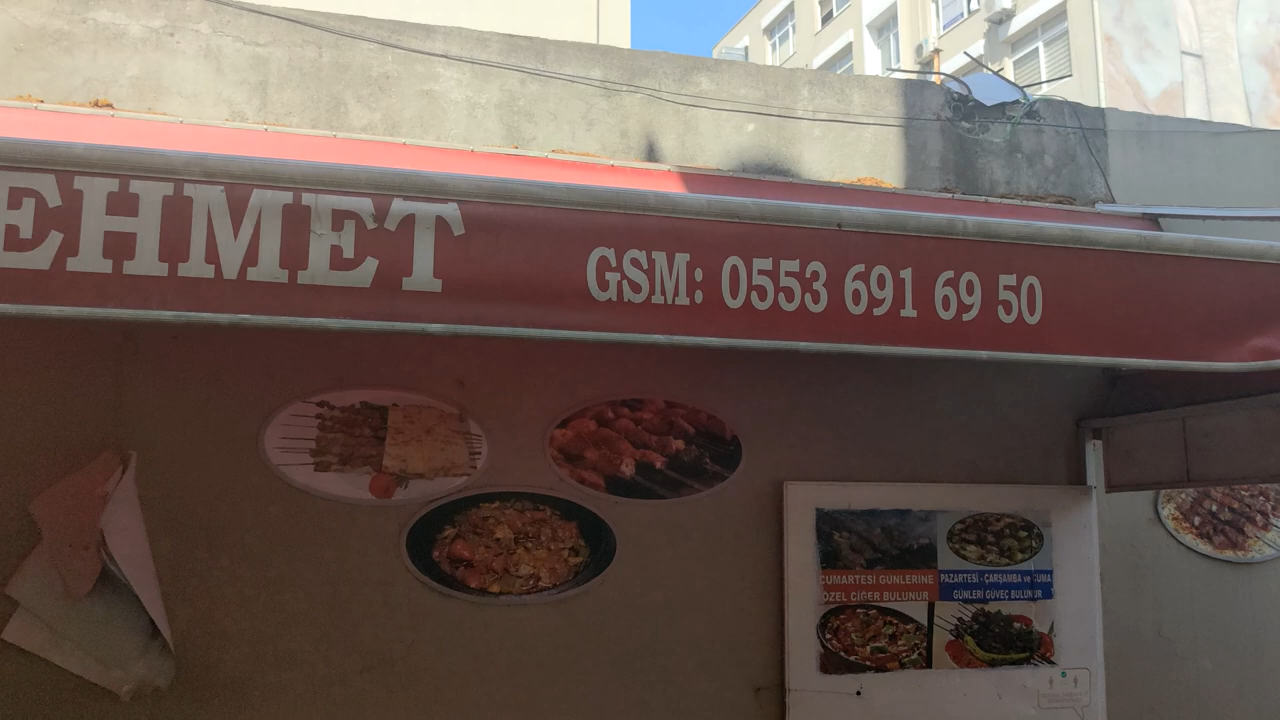 EHMET
GSM: 0553 691 69 50
CUMARTESİ GÜNLERİNE
ÖZEL CİĞER BULUNUR
PAZARTESİ - ÇARŞAMBA ve CUMA
GÜNLERİ GÜVEÇ BULUNUR